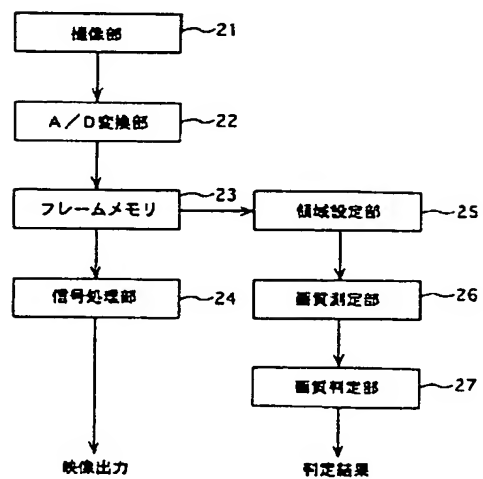 撮像部
21
A/D変換部
22
フレームメモリ
23
領域設定部
25
信号処理部
24
画質測定部
26
画質判定部
27
映像出力
判定結果